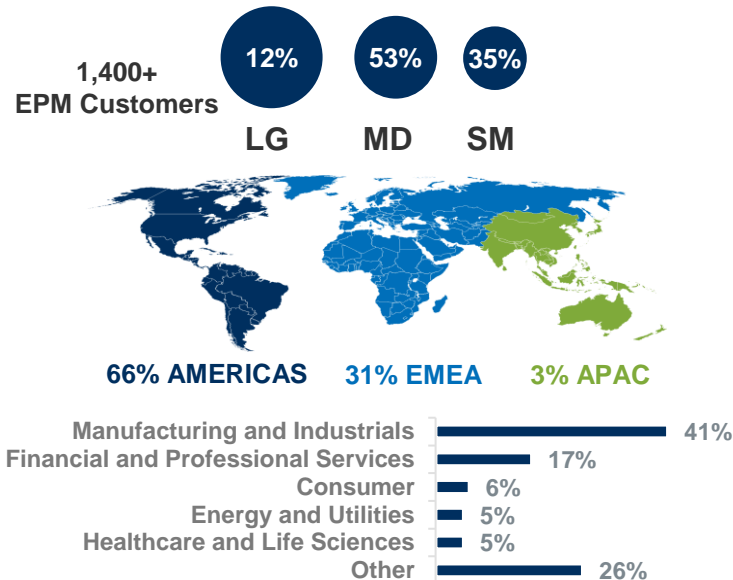 12% 53% 35%
1,400+
EPM Customers
LG MD SM
66% AMERICAS 31% EMEA 3% APAC
Manufacturing and Industrials 41%
Financial and Professional Services 17%
Consumer 6%
Energy and Utilities 5%
Healthcare and Life Sciences 5%
Other 26%